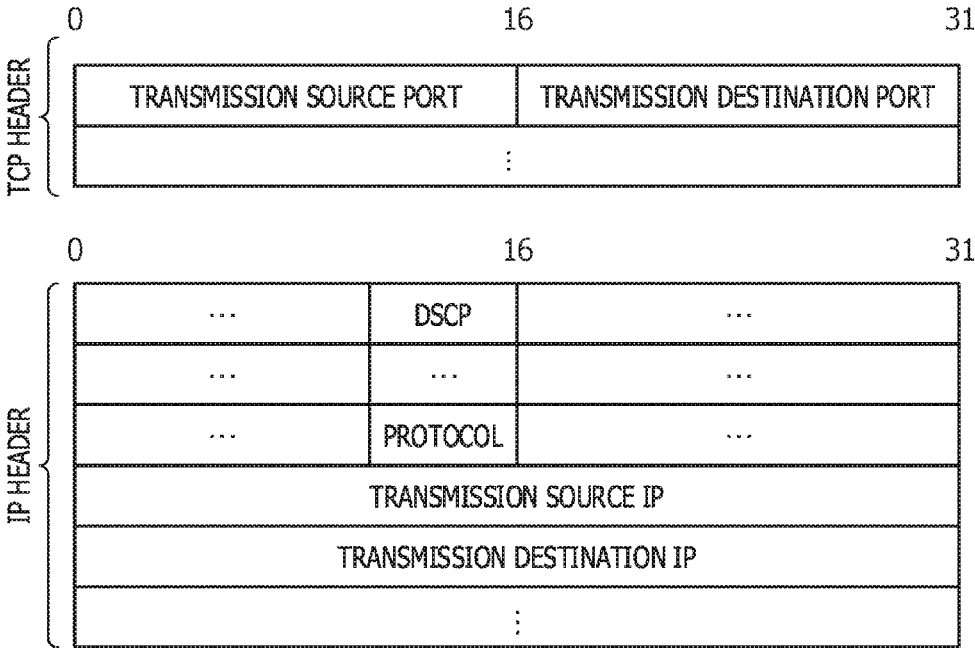 0 16 31
TCP HEADER
TRANSMISSION SOURCE PORT TRANSMISSION DESTINATION PORT
⋮
0 16 31
IP HEADER
... DSCP ...
... ... ...
... PROTOCOL ...
TRANSMISSION SOURCE IP
TRANSMISSION DESTINATION IP
⋮